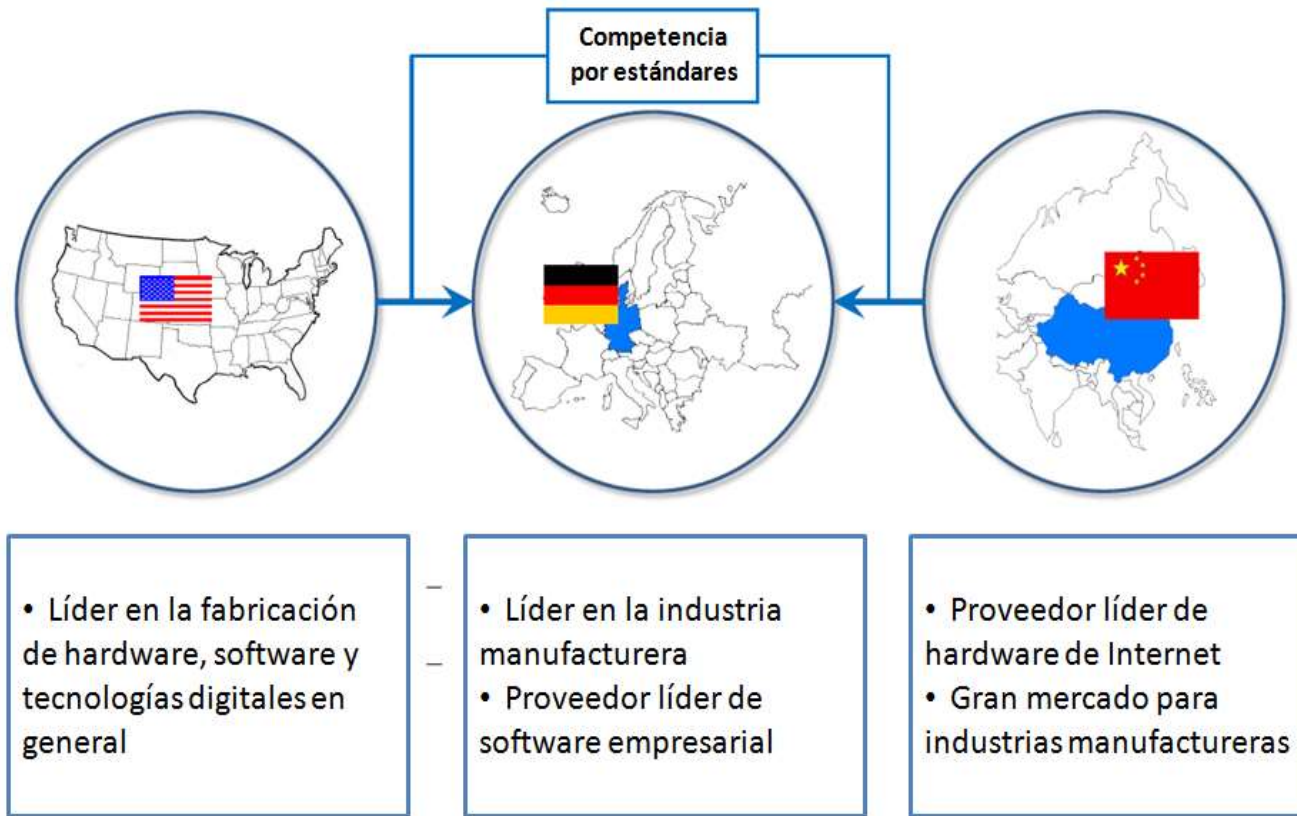 Competencia
por estándares
• Líder en la fabricación
de hardware, software y
tecnologías digitales en
general
• Líder en la industria
manufacturera
• Proveedor líder de
software empresarial
• Proveedor líder de
hardware de Internet
• Gran mercado para
industrias manufactureras